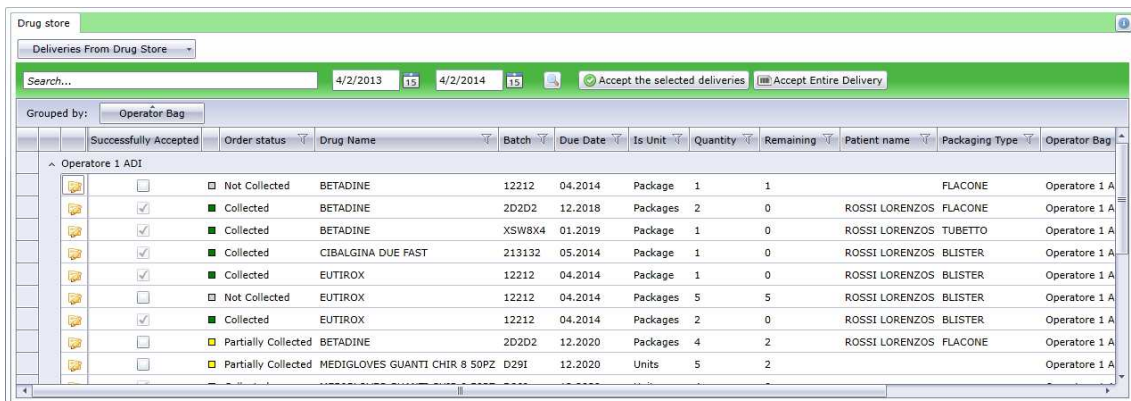 Drug store
Deliveries From Drug Store
Search... 4/2/2013 15 4/2/2014 15 Accept the selected deliveries Accept Entire Delivery
Grouped by: Operator Bag
Successfully Accepted Order status Drug Name Batch Due Date Is Unit Quantity Remaining Patient name Packaging Type Operator Bag
Operatore 1 ADI
Not Collected BETADINE 12212 04.2014 Package 1 1 FLACONE Operatore 1 A
Collected BETADINE 2D2D2 12.2018 Packages 2 0 ROSSI LORENZOS FLACONE Operatore 1 A
Collected BETADINE XSW8X4 01.2019 Package 1 0 ROSSI LORENZOS TUBETTO Operatore 1 A
Collected CIBALGINA DUE FAST 213132 05.2014 Package 1 0 ROSSI LORENZOS BLISTER Operatore 1 A
Collected EUTIROX 12212 04.2014 Package 1 0 ROSSI LORENZOS BLISTER Operatore 1 A
Not Collected EUTIROX 12212 04.2014 Packages 5 5 ROSSI LORENZOS BLISTER Operatore 1 A
Collected EUTIROX 12212 04.2014 Packages 2 0 ROSSI LORENZOS BLISTER Operatore 1 A
Partially Collected BETADINE 2D2D2 12.2020 Packages 4 2 ROSSI LORENZOS FLACONE Operatore 1 A
Partially Collected MEDIGLOVES GUANTI CHIR 8 50PZ D29I 12.2020 Units 5 2 Operatore 1 A